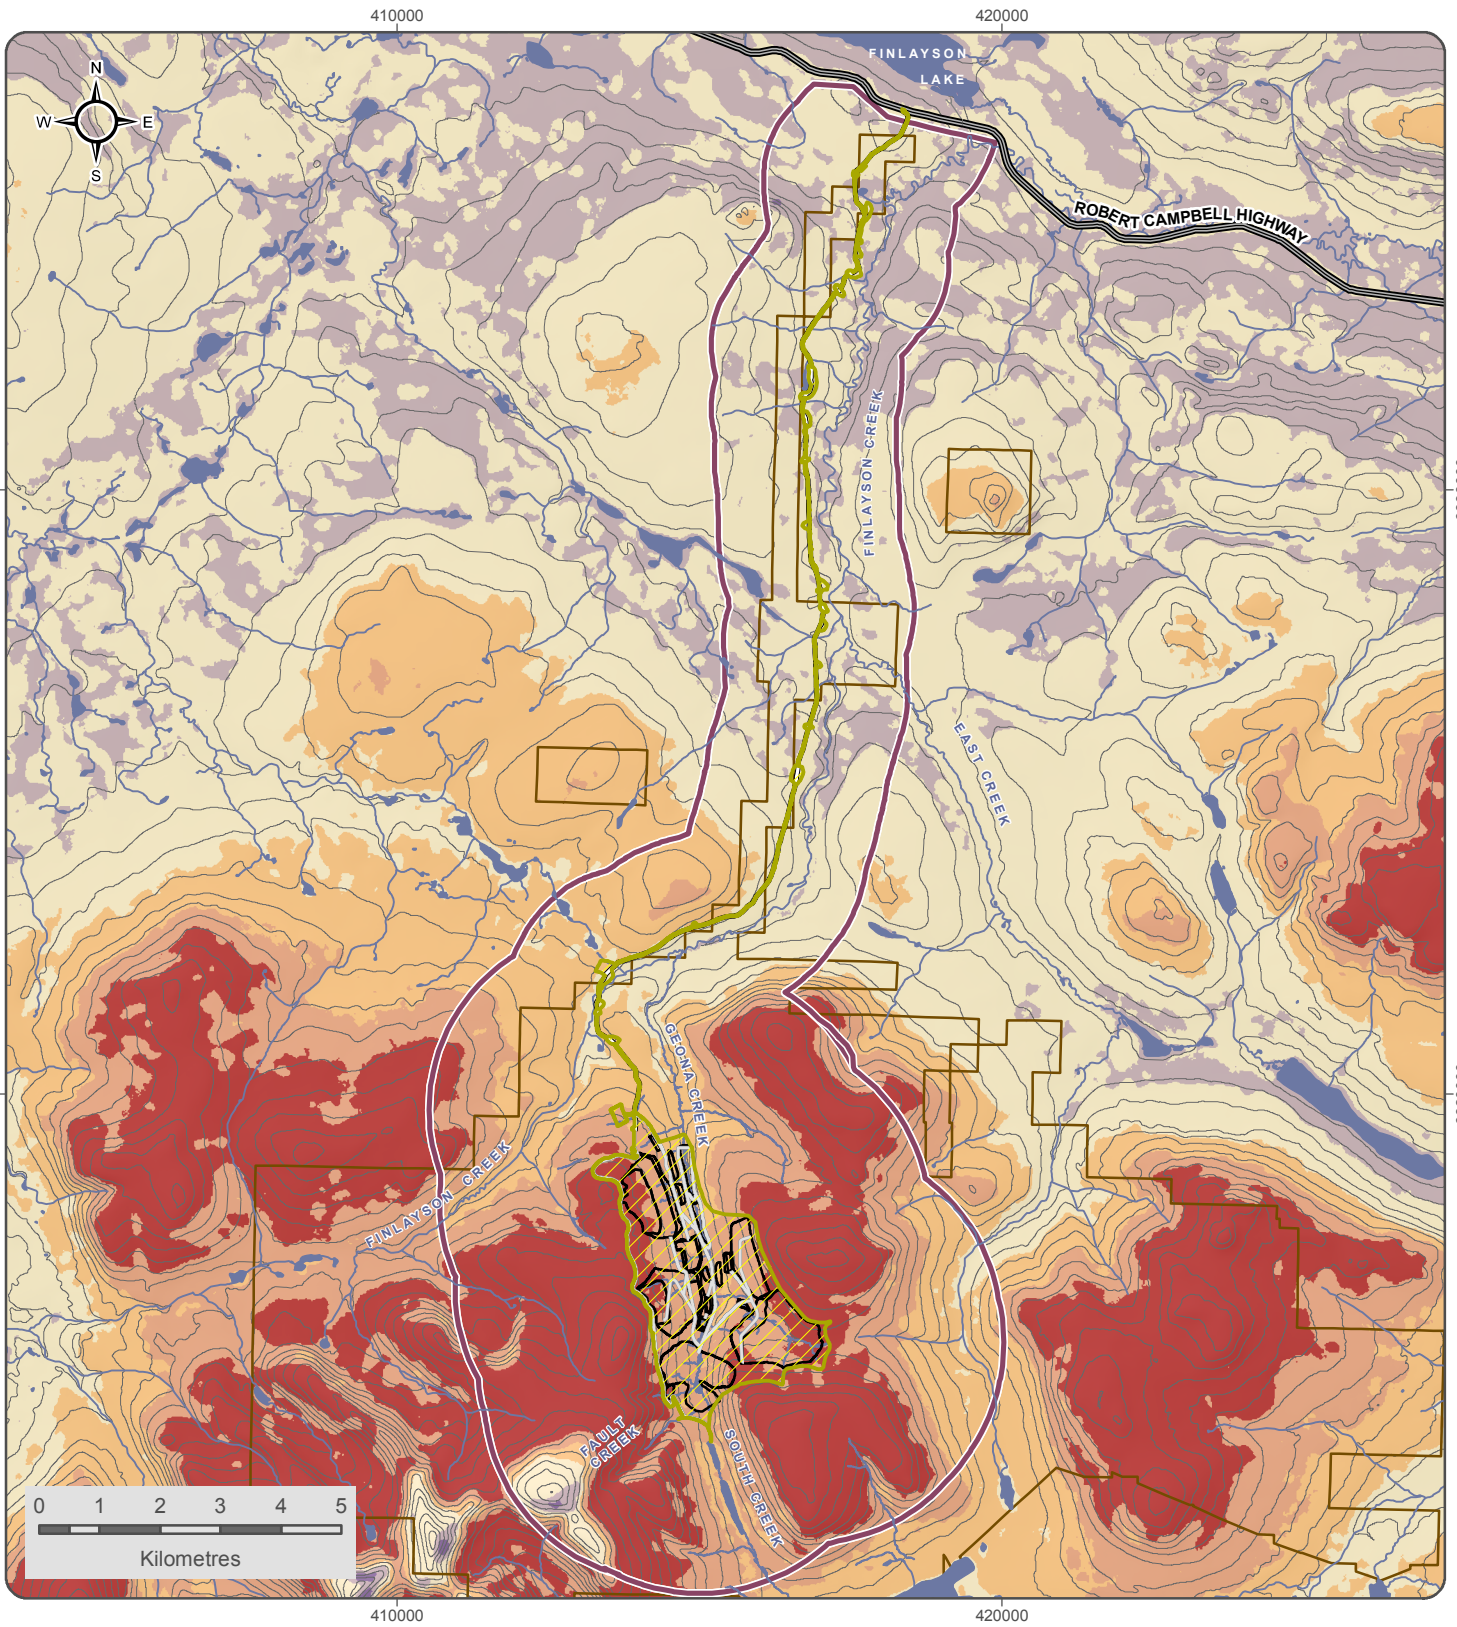 410000
420000
FINLAYSON
LAKE
N
W
E
S
ROBERT CAMPBELL HIGHWAY
FINLAYSON CREEK
EAST CREEK
GEONA CREEK
FINLAYSON CREEK
FAULT
CREEK
SOUTH CREEK
0 1 2 3 4 5
Kilometres
410000
420000